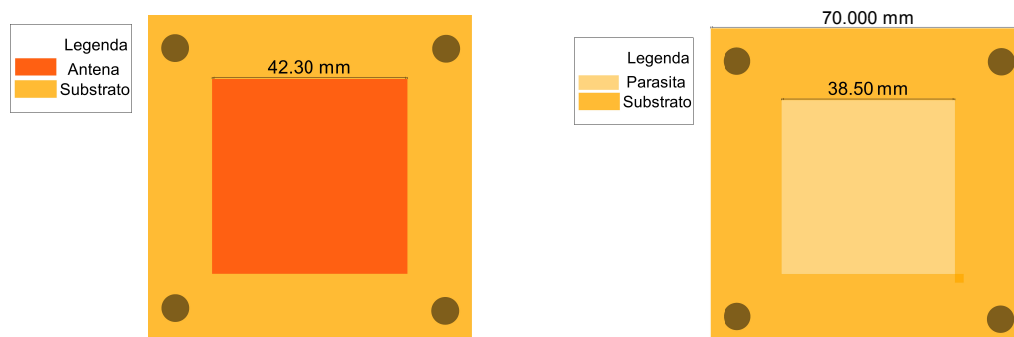 Legenda
Antena
Substrato
42.30 mm
70.000 mm
Legenda
Parasita
Substrato
38.50 mm